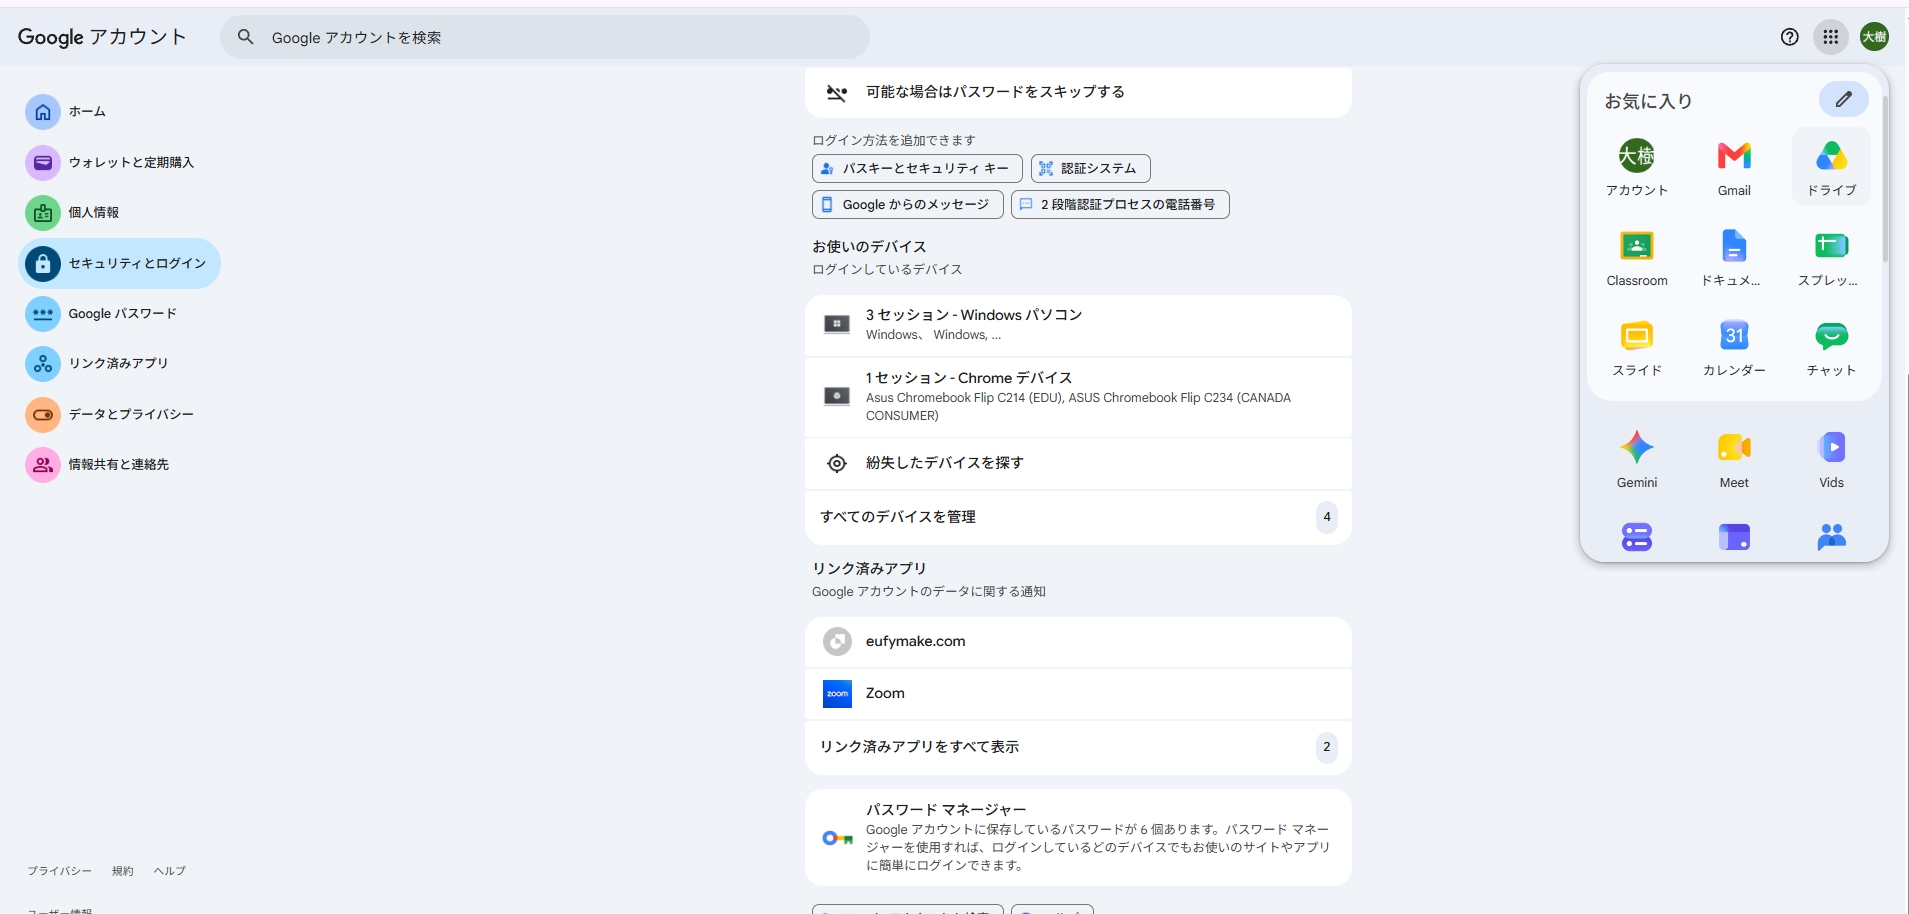 Google アカウント
Google アカウントを検索
大樹
ホーム
ウォレットと定期購入
個人情報
セキュリティとログイン
Google パスワード
リンク済みアプリ
データとプライバシー
情報共有と連絡先
プライバシー 規約 ヘルプ
可能な場合はパスワードをスキップする
ログイン方法を追加できます
パスキーとセキュリティ キー
認証システム
Google からのメッセージ
2 段階認証プロセスの電話番号
お使いのデバイス
ログインしているデバイス
3 セッション - Windows パソコン
Windows、 Windows, ...
1 セッション - Chrome デバイス
Asus Chromebook Flip C214 (EDU), ASUS Chromebook Flip C234 (CANADA
CONSUMER)
紛失したデバイスを探す
すべてのデバイスを管理
4
リンク済みアプリ
Google アカウントのデータに関する通知
eufymake.com
zoom
Zoom
リンク済みアプリをすべて表示
2
パスワード マネージャー
Google アカウントに保存しているパスワードが 6 個あります。パスワード マネー
ジャーを使用すれば、ログインしているどのデバイスでもお使いのサイトやアプリ
に簡単にログインできます。
お気に入り
大樹
アカウント
Gmail
ドライブ
Classroom
ドキュメ...
スプレッ...
スライド
31
カレンダー
チャット
Gemini
Meet
Vids